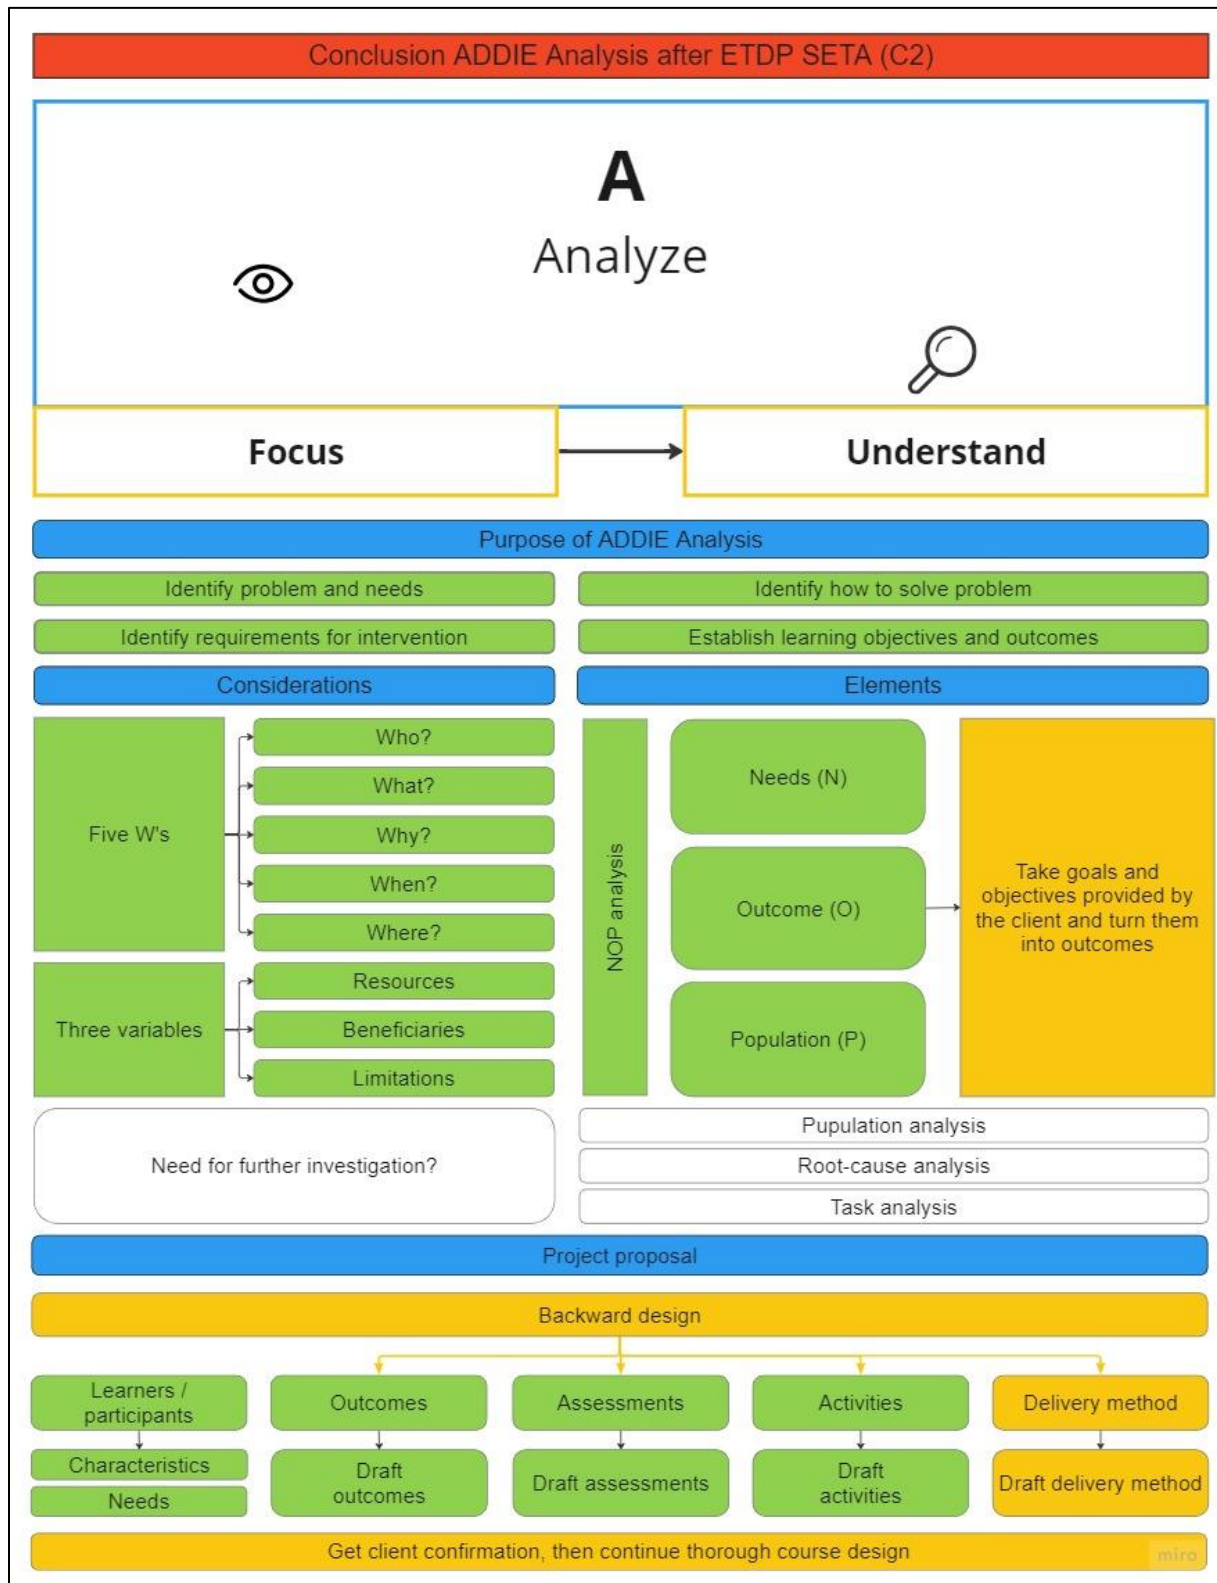 Conclusion ADDIE Analysis after ETDP SETA (C2)
A
Analyze
Focus
Understand
Purpose of ADDIE Analysis
Identify problem and needs
Identify how to solve problem
Identify requirements for intervention
Establish learning objectives and outcomes
Considerations
Elements
Five W's
Who?
What?
Why?
When?
Where?
Three variables
Resources
Beneficiaries
Limitations
NOP analysis
Needs (N)
Outcome (O)
Population (P)
Take goals and
objectives provided by
the client and turn them
into outcomes
Need for further investigation?
Pupulation analysis
Root-cause analysis
Task analysis
Project proposal
Backward design
Learners /
participants
Outcomes
Assessments
Activities
Delivery method
Characteristics
Needs
Draft
outcomes
Draft assessments
Draft
activities
Draft delivery method
Get client confirmation, then continue thorough course design
miro